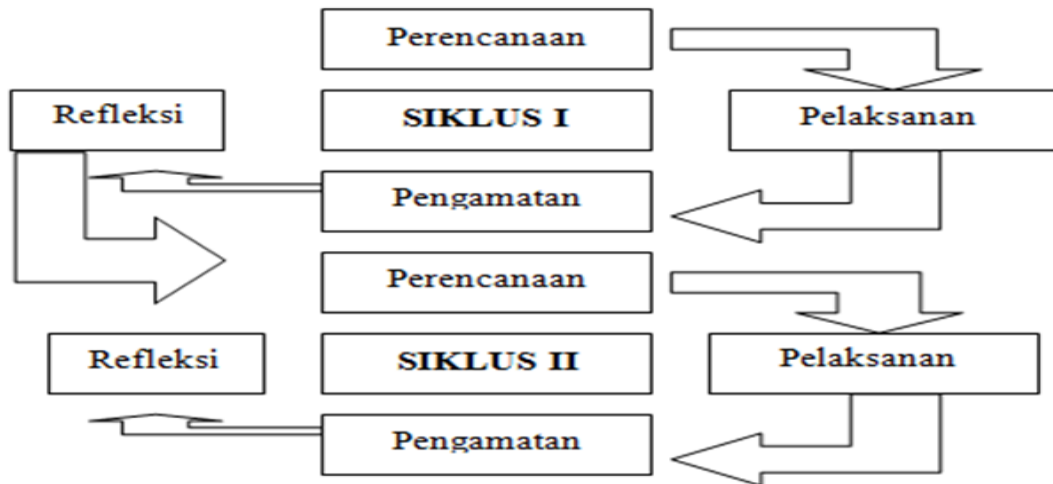 Perencanaan
Refleksi
SIKLUS I
Pelaksanan
Pengamatan
Perencanaan
Refleksi
SIKLUS II
Pelaksanan
Pengamatan